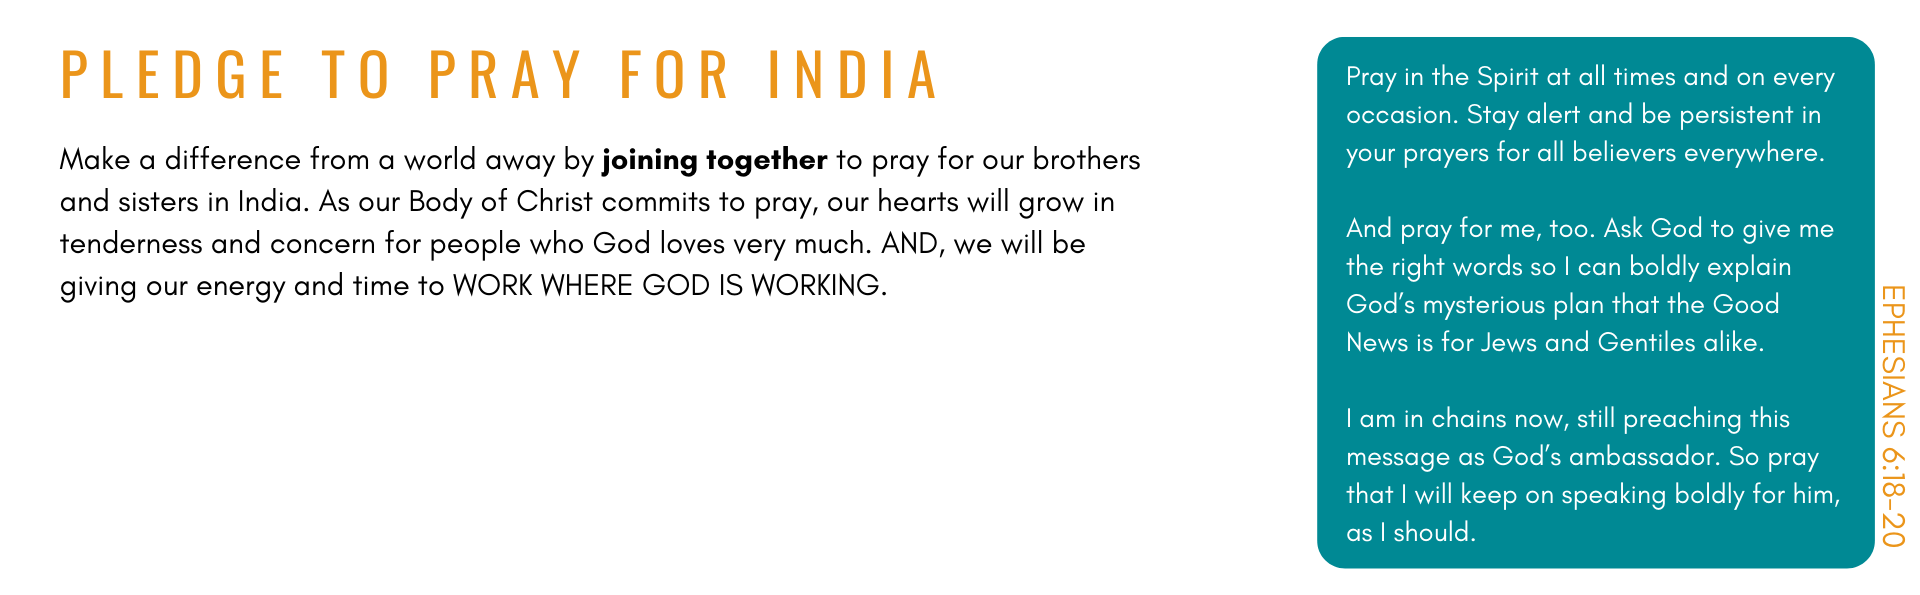 PLEDGE TO PRAY FOR INDIA
Make a difference from a world away by joining together to pray for our brothers
and sisters in India. As our Body of Christ commits to pray, our hearts will grow in
tenderness and concern for people who God loves very much. AND, we will be
giving our energy and time to WORK WHERE GOD IS WORKING.
Pray in the Spirit at all times and on every
occasion. Stay alert and be persistent in
your prayers for all believers everywhere.
And pray for me, too. Ask God to give me
the right words so I can boldly explain
God’s mysterious plan that the Good
News is for Jews and Gentiles alike.
I am in chains now, still preaching this
message as God’s ambassador. So pray
that I will keep on speaking boldly for him,
as I should.
EPHESIANS 6:18-20